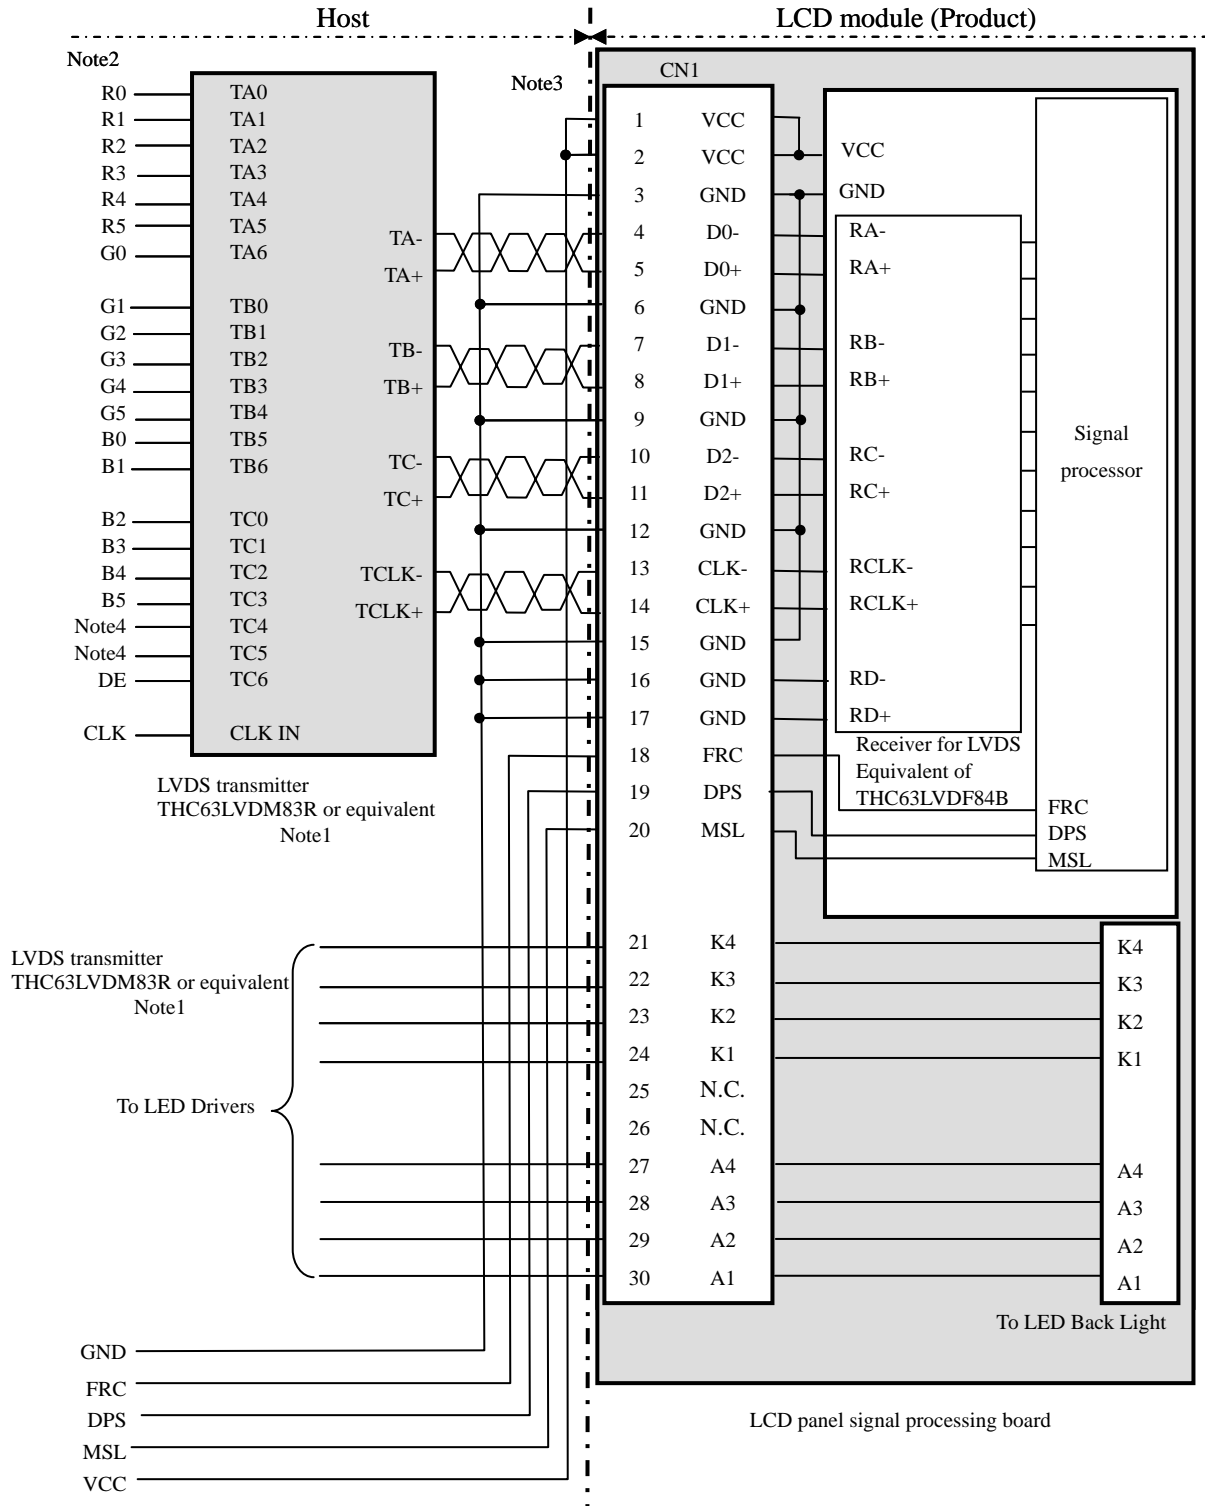 Host
LCD module (Product)
Note2
Note3
CN1
R0 TA0
R1 TA1
R2 TA2
R3 TA3
R4 TA4
R5 TA5
G0 TA6
G1 TB0
G2 TB1
G3 TB2
G4 TB3
G5 TB4
B0 TB5
B1 TB6
B2 TC0
B3 TC1
B4 TC2
B5 TC3
Note4 TC4
Note4 TC5
DE TC6
CLK CLK IN
TA-
TA+
TB-
TB+
TC-
TC+
TCLK-
TCLK+
LVDS transmitter
THC63LVDM83R or equivalent
Note1
1 VCC
2 VCC
3 GND
4 D0-
5 D0+
6 GND
7 D1-
8 D1+
9 GND
10 D2-
11 D2+
12 GND
13 CLK-
14 CLK+
15 GND
16 GND
17 GND
18 FRC
19 DPS
20 MSL
21 K4
22 K3
23 K2
24 K1
25 N.C.
26 N.C.
27 A4
28 A3
29 A2
30 A1
VCC
GND
RA-
RA+
RB-
RB+
RC-
RC+
RCLK-
RCLK+
RD-
RD+
Receiver for LVDS
Equivalent of
THC63LVDF84B
Signal
processor
FRC
DPS
MSL
LVDS transmitter
THC63LVDM83R or equivalent
Note1
To LED Drivers
K4
K3
K2
K1
A4
A3
A2
A1
To LED Back Light
GND
FRC
DPS
MSL
VCC
LCD panel signal processing board